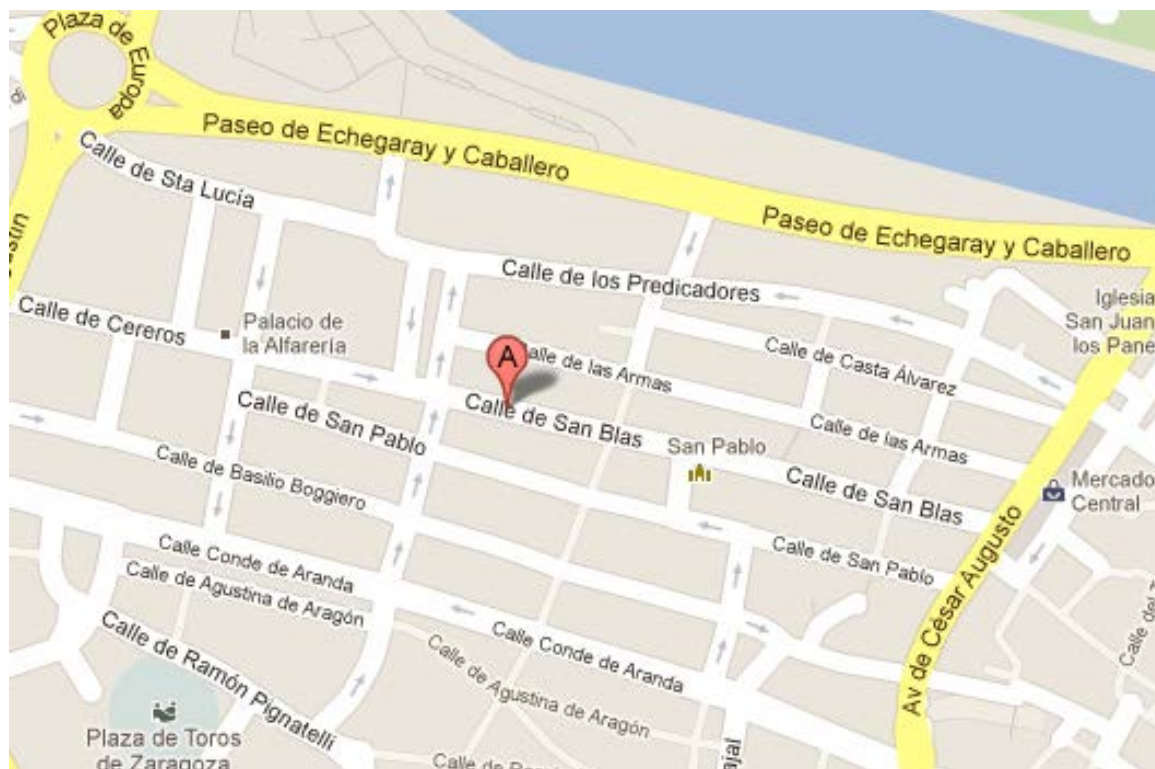 Plaza de Europa
Paseo de Echegaray y Caballero
Calle de Sta Lucía
Paseo de Echegaray y Caballero
Calle de los Predicadores
Iglesia
San Juan
los Pane
Calle de Cereros
Palacio de
la Alfarería
Calle de Casta Álvarez
Calle de las Armas
A
Calle de San Pablo
Calle de San Blas
Calle de las Armas
San Pablo
Calle de Basilio Boggiero
Calle de San Blas
Mercado
Central
Calle Conde de Aranda
Calle de San Pablo
Calle de Agustina de Aragón
Av de César Augusto
Calle de Ramón Pignatelli
Calle Conde de Aranda
Calle de Agustina de Aragón
Calle del
Plaza de Toros
de Zaragoza
ajal